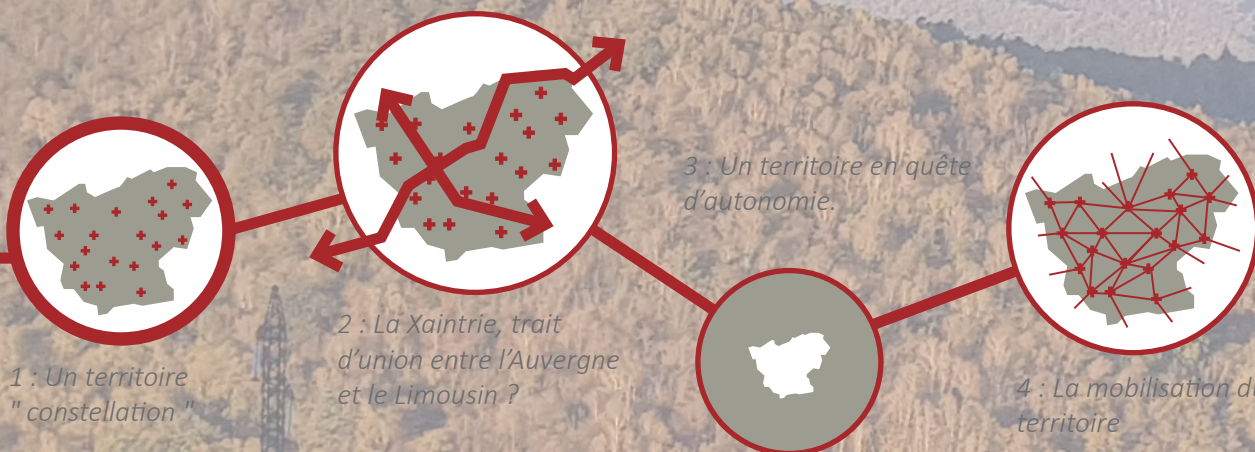 1 : Un territoire
" constellation "
2 : La Xaintrie, trait
d'union entre l'Auvergne
et le Limousin ?
3 : Un territoire en quête
d'autonomie.
4 : La mobilisation du
territoire